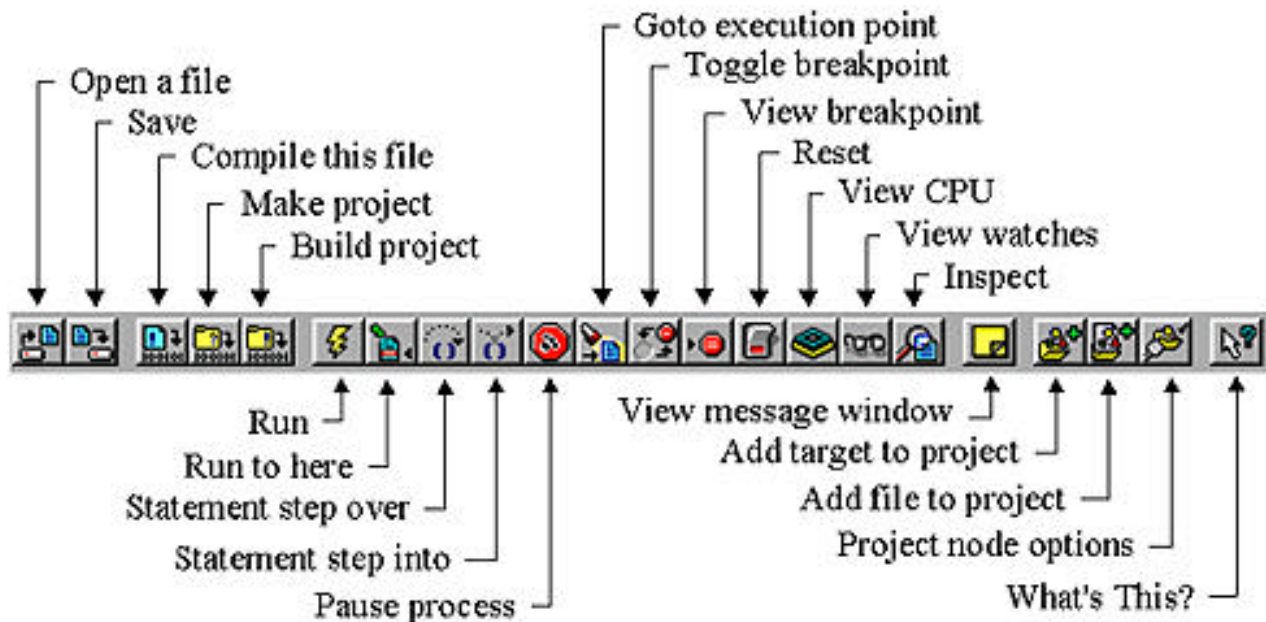 Goto execution point
Toggle breakpoint
Open a file
View breakpoint
Save
Reset
Compile this file
View CPU
Make project
View watches
Build project
Inspect
Run
View message window
Run to here
Add target to project
Statement step over
Add file to project
Statement step into
Project node options
Pause process
What's This?